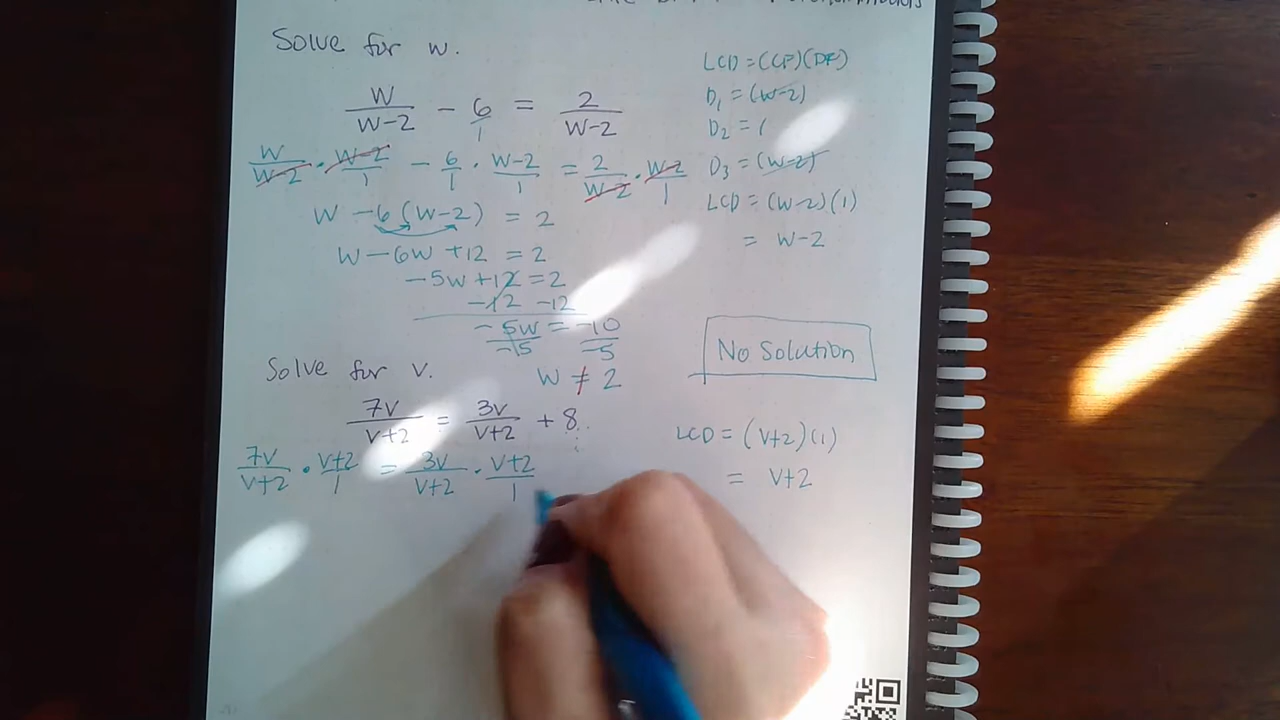 Solve for w.
W/(W-2) - 6/1 = 2/(W-2)
W/(W-2) · (W-2)/1 - 6/1 · (W-2)/1 = 2/(W-2) · (W-2)/1
W - 6(W-2) = 2
W - 6W + 12 = 2
-5W + 12 = 2
-12 -12
-5W = -10
-5 -5
W ≠ 2
LCD = (CF)(DF)
D1 = (W-2)
D2 = 1
D3 = (W-2)
LCD = (W-2)(1)
= W-2
No Solution
Solve for v.
7V/(V+2) = 3V/(V+2) + 8
7V/(V+2) · (V+2)/1 = 3V/(V+2) · (V+2)/1
LCD = (V+2)(1)
= V+2